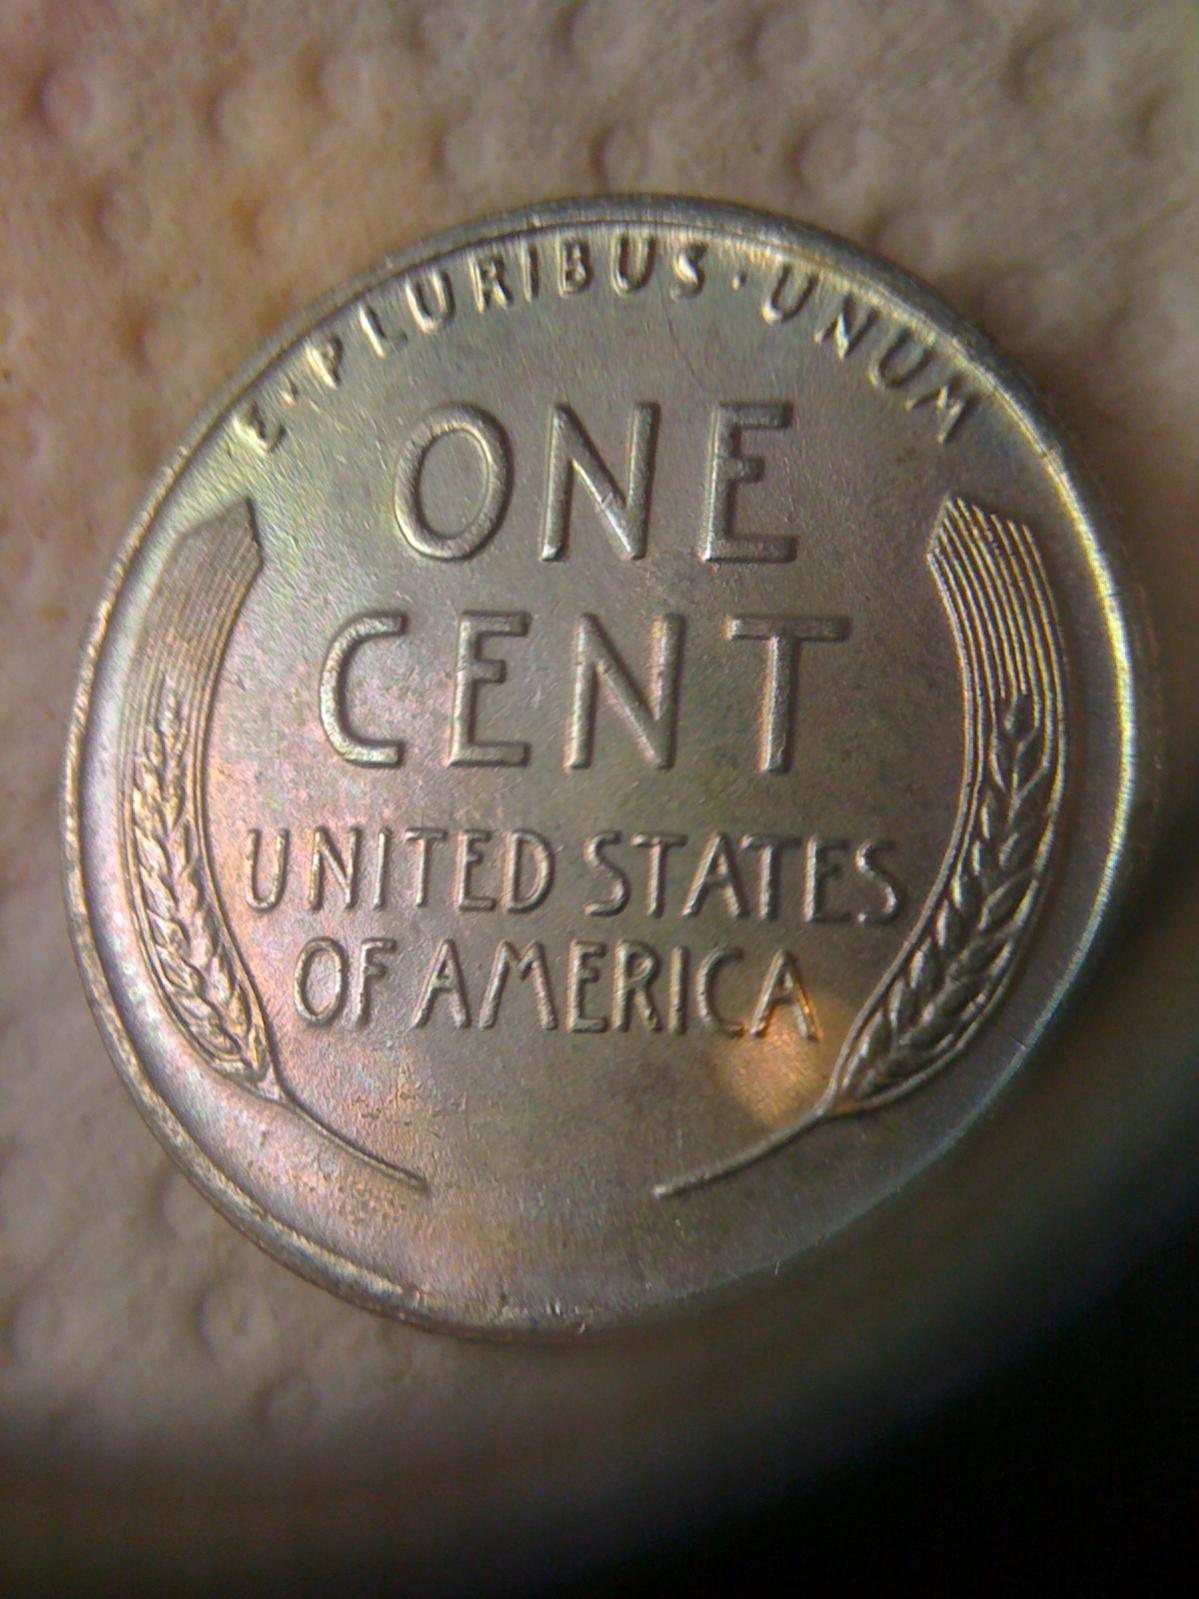 E·PLURIBUS·UNUM
ONE
CENT
UNITED STATES
OF AMERICA